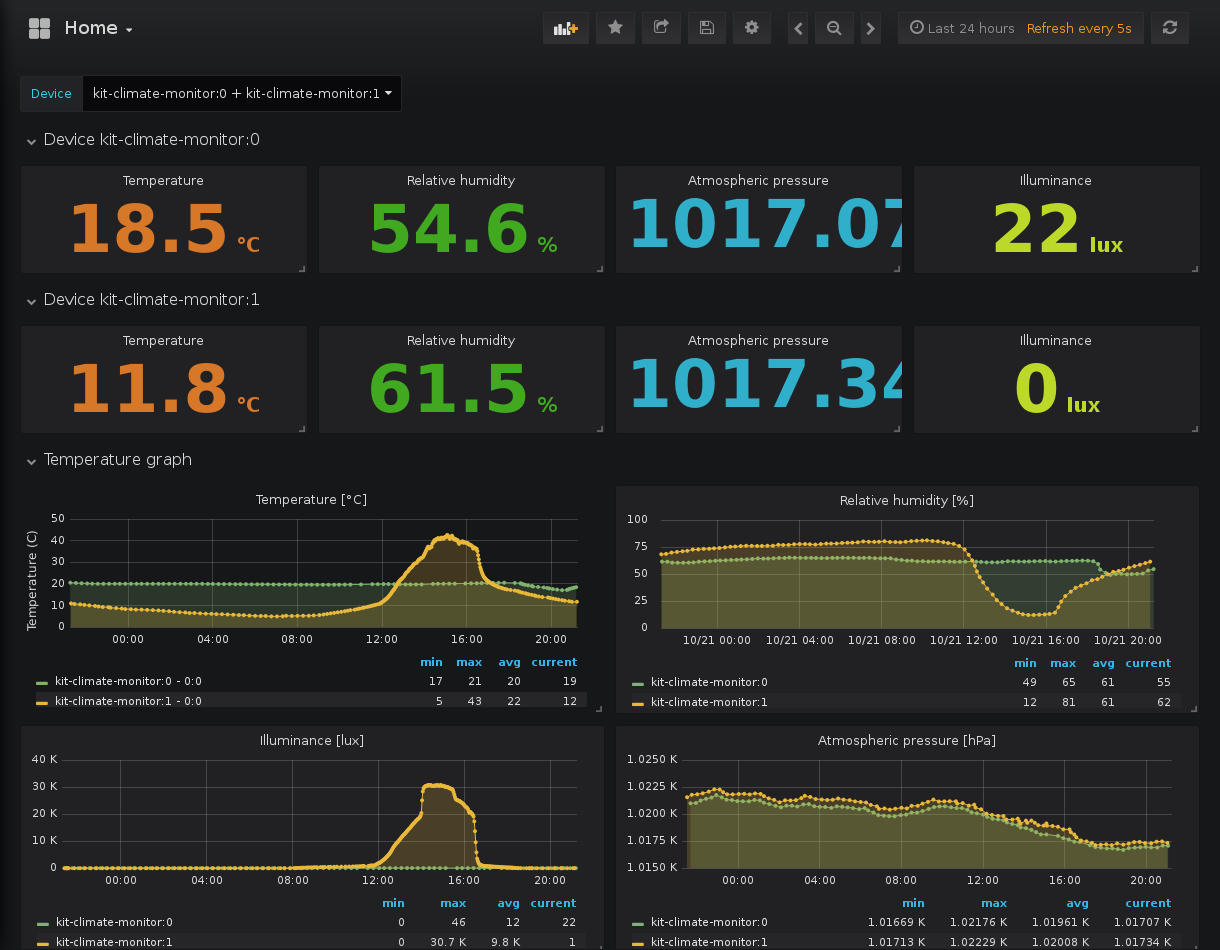 Home
Last 24 hours Refresh every 5s
Device kit-climate-monitor:0 + kit-climate-monitor:1
Device kit-climate-monitor:0
Temperature Relative humidity Atmospheric pressure Illuminance
18.5 °C 54.6 % 1017.07 22 lux
Device kit-climate-monitor:1
Temperature Relative humidity Atmospheric pressure Illuminance
11.8 °C 61.5 % 1017.34 0 lux
Temperature graph
Temperature [°C]
Temperature (C)
50
40
30
20
10
0
00:00 04:00 08:00 12:00 16:00 20:00
min max avg current
kit-climate-monitor:0 - 0:0 17 21 20 19
kit-climate-monitor:1 - 0:0 5 43 22 12
Relative humidity [%]
100
75
50
25
0
10/21 00:00 10/21 04:00 10/21 08:00 10/21 12:00 10/21 16:00 10/21 20:00
min max avg current
kit-climate-monitor:0 49 65 61 55
kit-climate-monitor:1 12 81 61 62
Illuminance [lux]
40 K
30 K
20 K
10 K
0
00:00 04:00 08:00 12:00 16:00 20:00
min max avg current
kit-climate-monitor:0 0 46 12 22
kit-climate-monitor:1 0 30.7 K 9.8 K 1
Atmospheric pressure [hPa]
1.0250 K
1.0225 K
1.0200 K
1.0175 K
1.0150 K
00:00 04:00 08:00 12:00 16:00 20:00
min max avg current
kit-climate-monitor:0 1.01669 K 1.02176 K 1.01961 K 1.01707 K
kit-climate-monitor:1 1.01713 K 1.02229 K 1.02008 K 1.01734 K